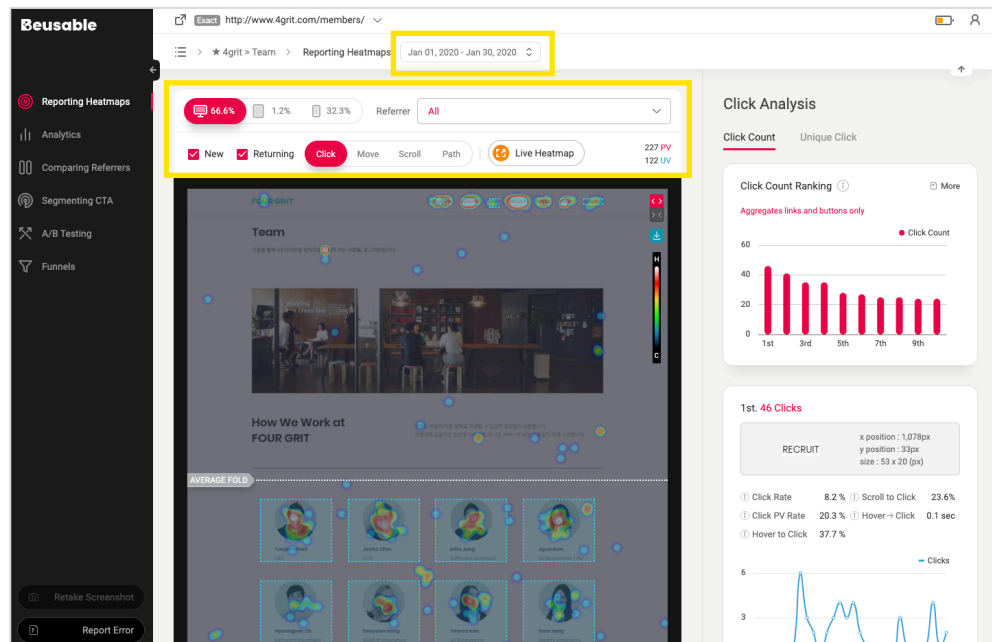 Beusable
Exact http://www.4grit.com/members/
★ 4grit > Team > Reporting Heatmaps Jan 01, 2020 - Jan 30, 2020
Reporting Heatmaps
Analytics
Comparing Referrers
Segmenting CTA
A/B Testing
Funnels
Retake Screenshot
Report Error
66.6% 1.2% 32.3% Referrer All
New Returning Click Move Scroll Path Live Heatmap 227 PV
122 UV
FOUR GRIT
Team
H
C
How We Work at
FOUR GRIT
AVERAGE FOLD
Click Analysis
Click Count Unique Click
Click Count Ranking More
Aggregates links and buttons only
Click Count
60
40
20
0
1st 3rd 5th 7th 9th
1st. 46 Clicks
RECRUIT
x position : 1,078px
y position : 33px
size : 53 x 20 (px)
Click Rate 8.2 % Scroll to Click 23.6%
Click PV Rate 20.3 % Hover → Click 0.1 sec
Hover to Click 37.7 %
Clicks
6
3